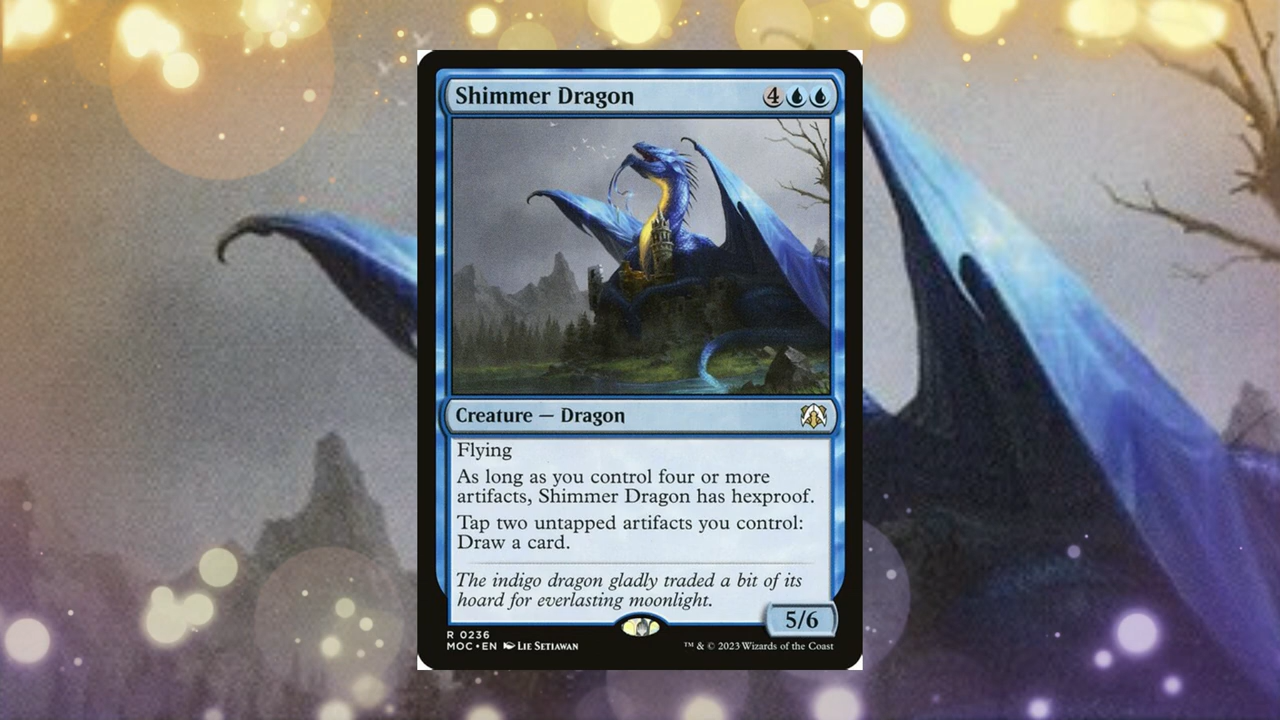 Shimmer Dragon 4
Creature — Dragon
Flying
As long as you control four or more
artifacts, Shimmer Dragon has hexproof.
Tap two untapped artifacts you control:
Draw a card.
The indigo dragon gladly traded a bit of its
hoard for everlasting moonlight.
5/6
R 0236
MOC • EN LIE SETIAWAN ™ & © 2023 Wizards of the Coast